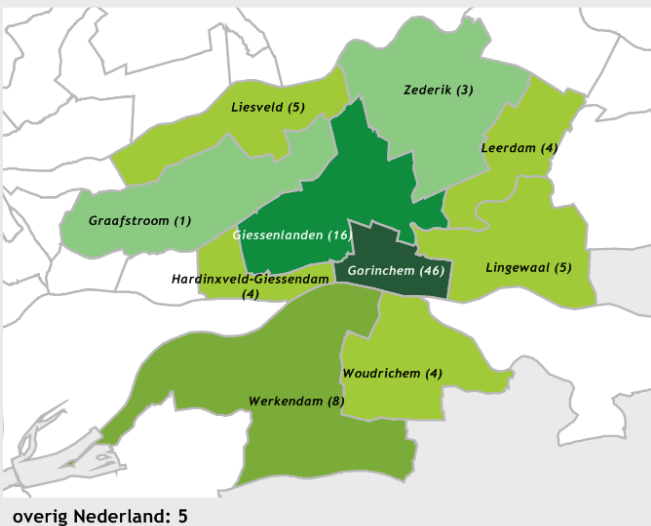 Zederik (3)
Liesveld (5)
Leerdam (4)
Graafstroom (1)
Giessenlanden (16)
Gorinchem (46)
Lingewaal (5)
Hardinxveld-Giessendam
(4)
Woudrichem (4)
Werkendam (8)
overig Nederland: 5